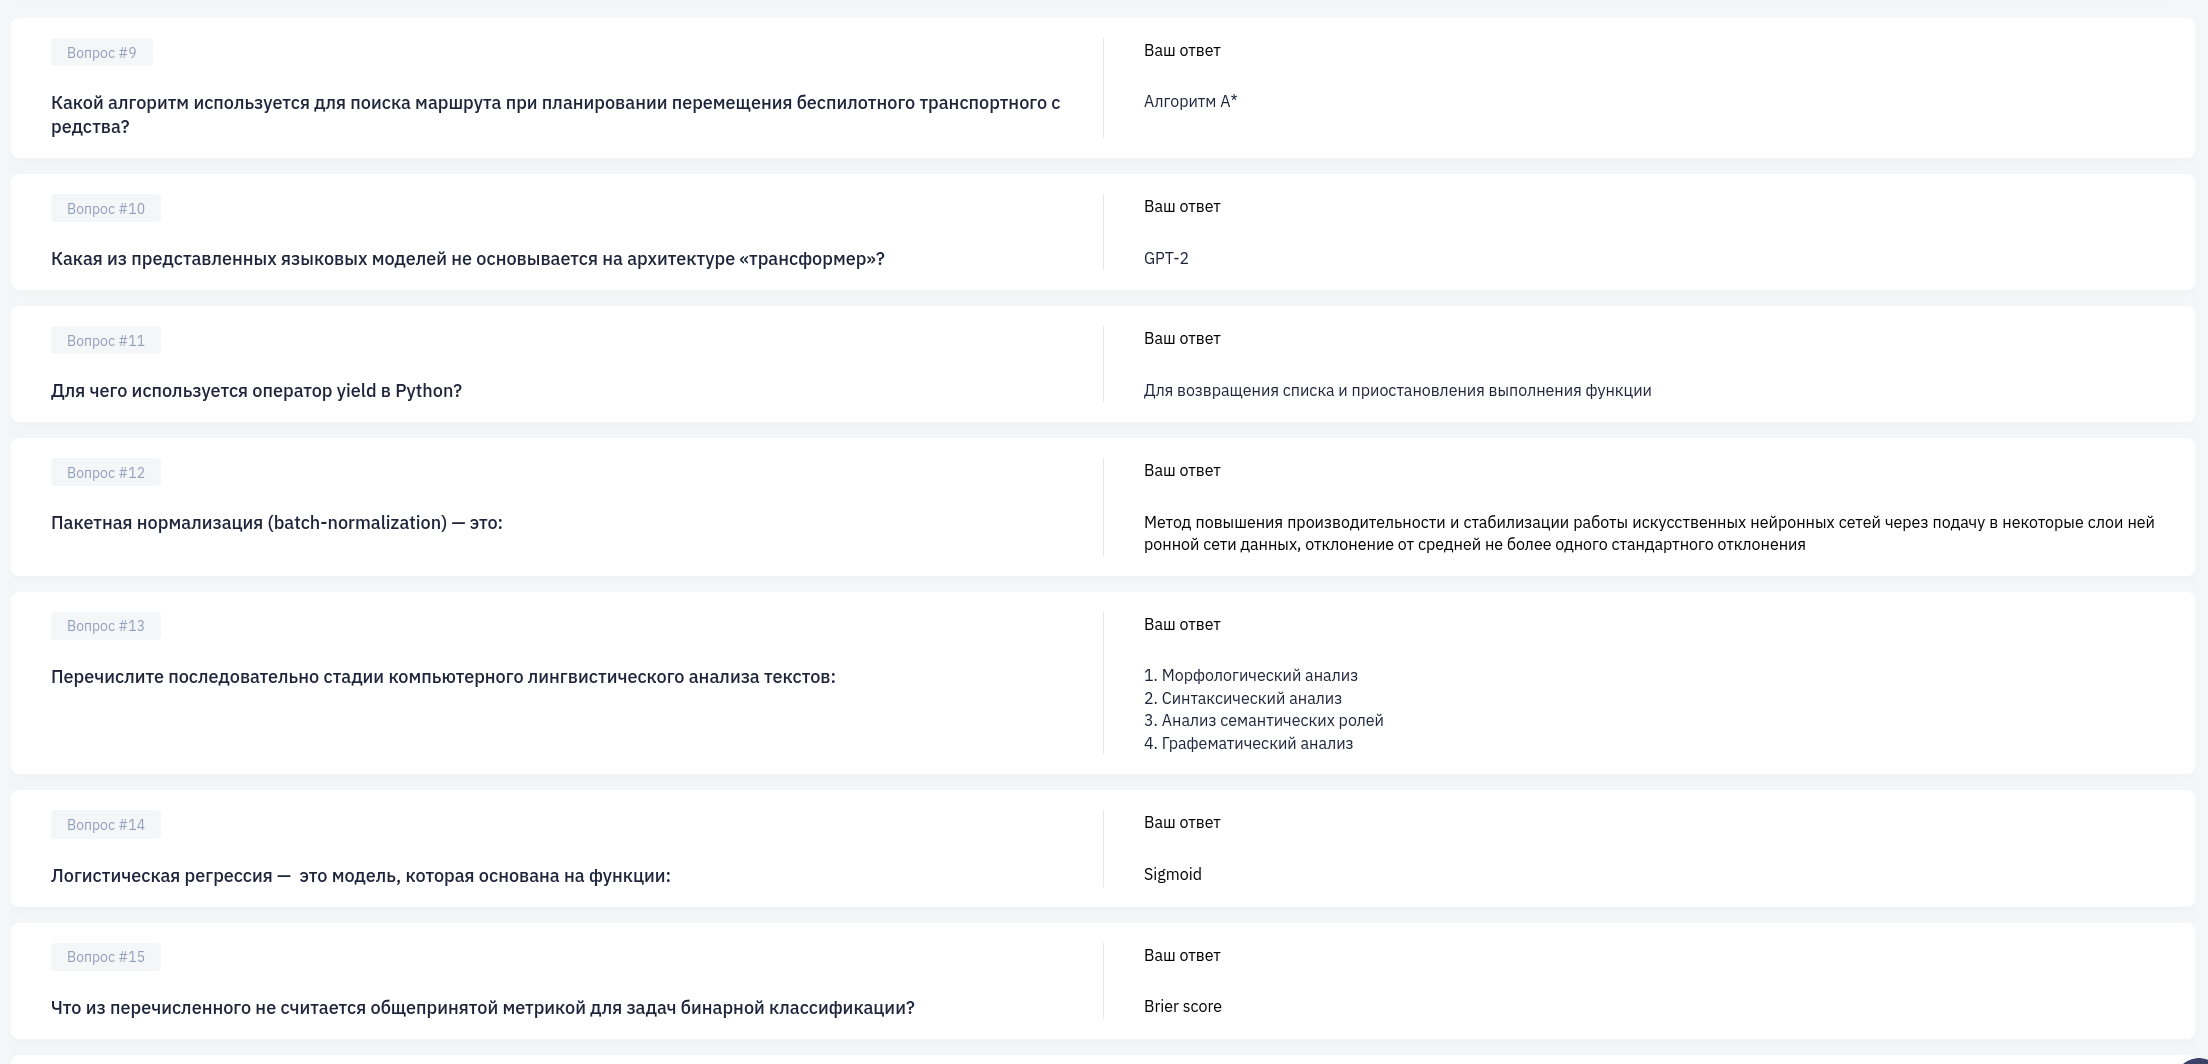 Вопрос #9
Ваш ответ
Какой алгоритм используется для поиска маршрута при планировании перемещения беспилотного транспортного с
редства?
Алгоритм A*
Вопрос #10
Ваш ответ
Какая из представленных языковых моделей не основывается на архитектуре «трансформер»?
GPT-2
Вопрос #11
Ваш ответ
Для чего используется оператор yield в Python?
Для возвращения списка и приостановления выполнения функции
Вопрос #12
Ваш ответ
Пакетная нормализация (batch-normalization) — это:
Метод повышения производительности и стабилизации работы искусственных нейронных сетей через подачу в некоторые слои ней
ронной сети данных, отклонение от средней не более одного стандартного отклонения
Вопрос #13
Ваш ответ
Перечислите последовательно стадии компьютерного лингвистического анализа текстов:
1. Морфологический анализ
2. Синтаксический анализ
3. Анализ семантических ролей
4. Графематический анализ
Вопрос #14
Ваш ответ
Логистическая регрессия —  это модель, которая основана на функции:
Sigmoid
Вопрос #15
Ваш ответ
Что из перечисленного не считается общепринятой метрикой для задач бинарной классификации?
Brier score